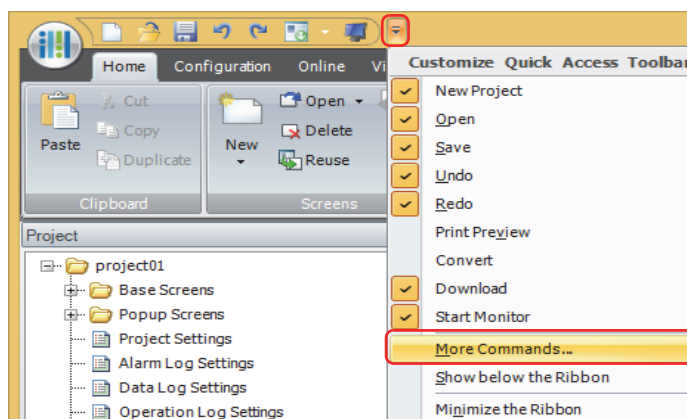 Home Configuration Online Vi
Customize Quick Access Toolbar
Cut
Copy
Duplicate
Paste
New
Open
Delete
Reuse
Clipboard
Screens
New Project
Open
Save
Undo
Redo
Print Preview
Convert
Download
Start Monitor
More Commands...
Show below the Ribbon
Minimize the Ribbon
Project
project01
Base Screens
Popup Screens
Project Settings
Alarm Log Settings
Data Log Settings
Operation Log Settings